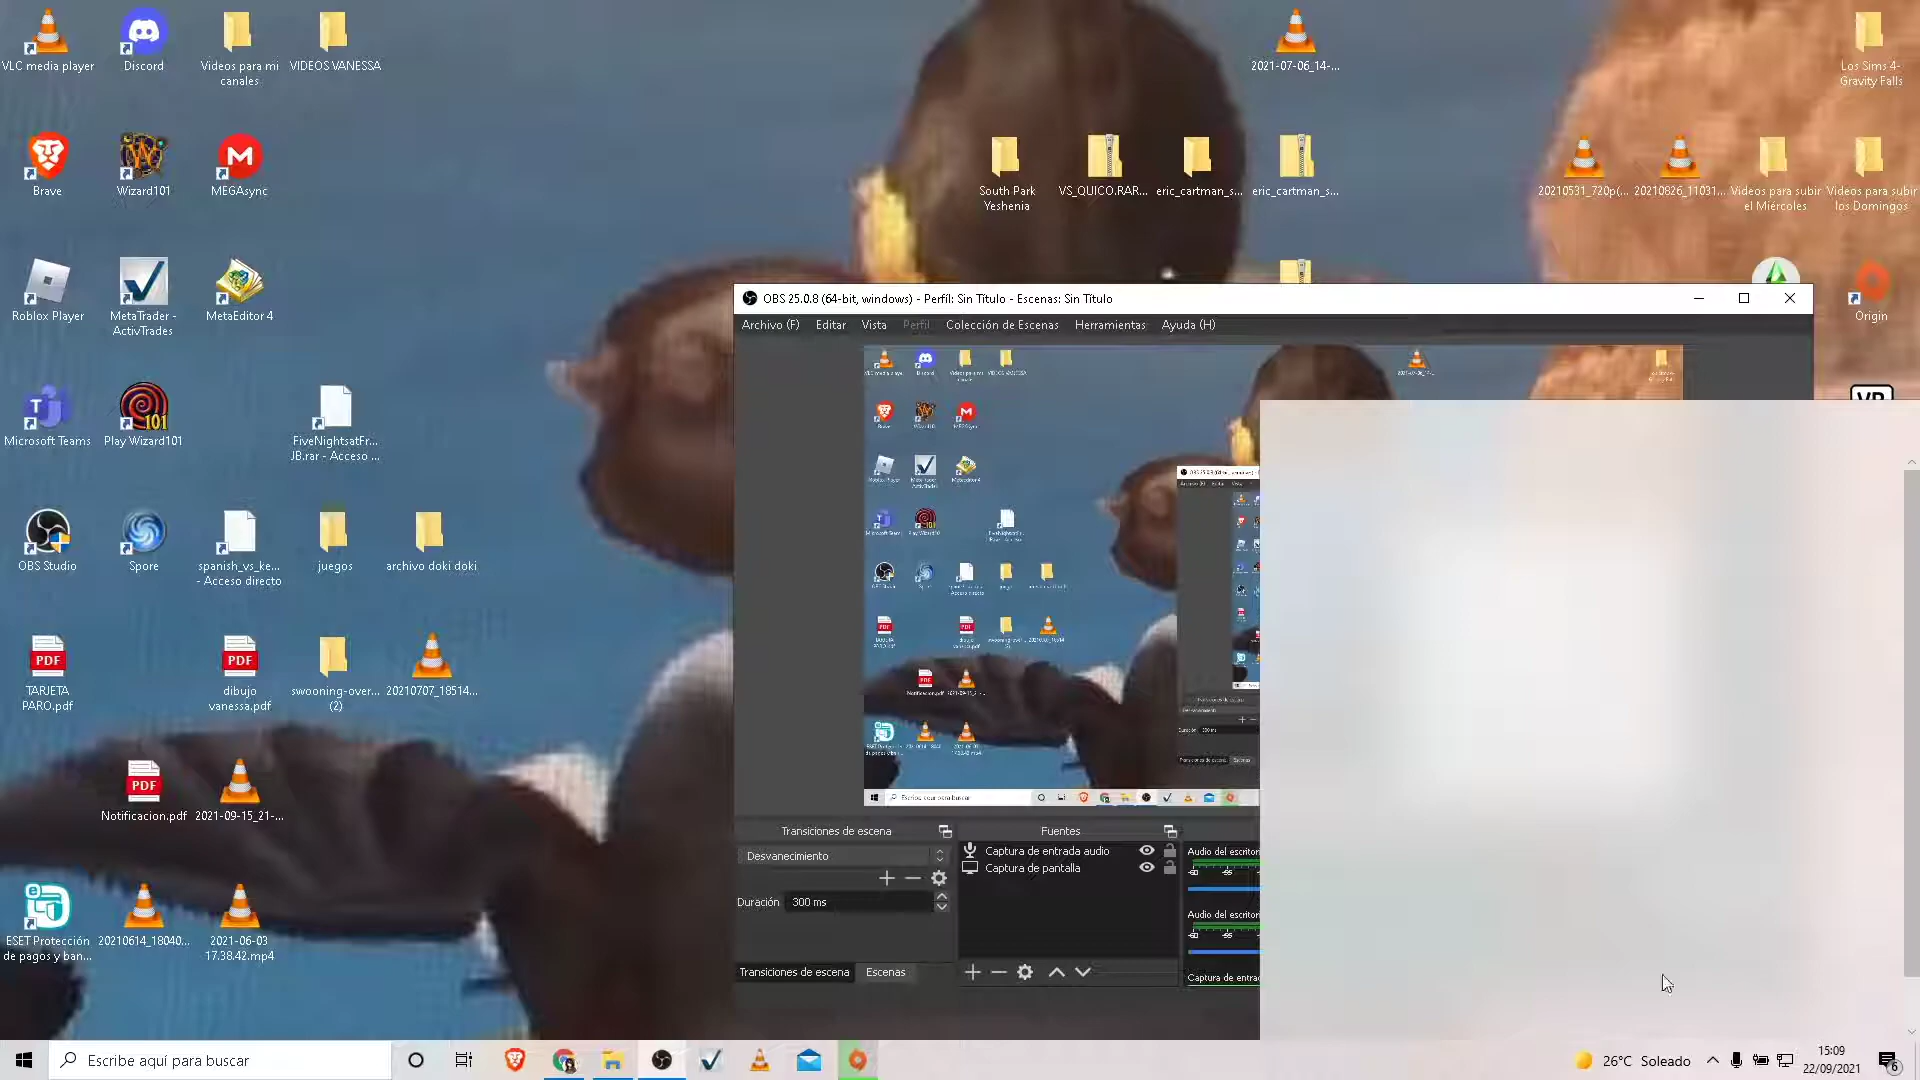 VLC media player
Discord
Videos para mi
canales
VIDEOS VANESSA
2021-07-06_14-...
Los Sims 4-
Gravity Falls
Brave
Wizard101
MEGAsync
South Park
Yeshenia
VS_QUICO.RAR...
eric_cartman_s...
eric_cartman_s...
20210531_720p(...
20210826_11031...
Videos para subir
el Miércoles
Videos para subir
los Domingos
Roblox Player
MetaTrader -
ActivTrades
MetaEditor 4
Origin
OBS 25.0.8 (64-bit, windows) - Perfil: Sin Título - Escenas: Sin Título
Archivo (F)
Editar
Vista
Perfil
Colección de Escenas
Herramientas
Ayuda (H)
Microsoft Teams
Play Wizard101
FiveNightsatFr...
JB.rar - Acceso ...
OBS Studio
Spore
spanish_vs_ke...
- Acceso directo
juegos
archivo doki doki
TARJETA
PARO.pdf
dibujo
vanessa.pdf
swooning-over...
(2)
20210707_18514...
Notificacion.pdf
2021-09-15_21-...
ESET Protección
de pagos y ban...
20210614_18040...
2021-06-03
17.38.42.mp4
Transiciones de escena
Fuentes
Desvanecimiento
Captura de entrada audio
Captura de pantalla
Duración
300 ms
Audio del escritor
-60 -55
Audio del escritor
-60 -55
Captura de entra
Transiciones de escena
Escenas
Escribe aquí para buscar
26°C Soleado
15:09
22/09/2021
6